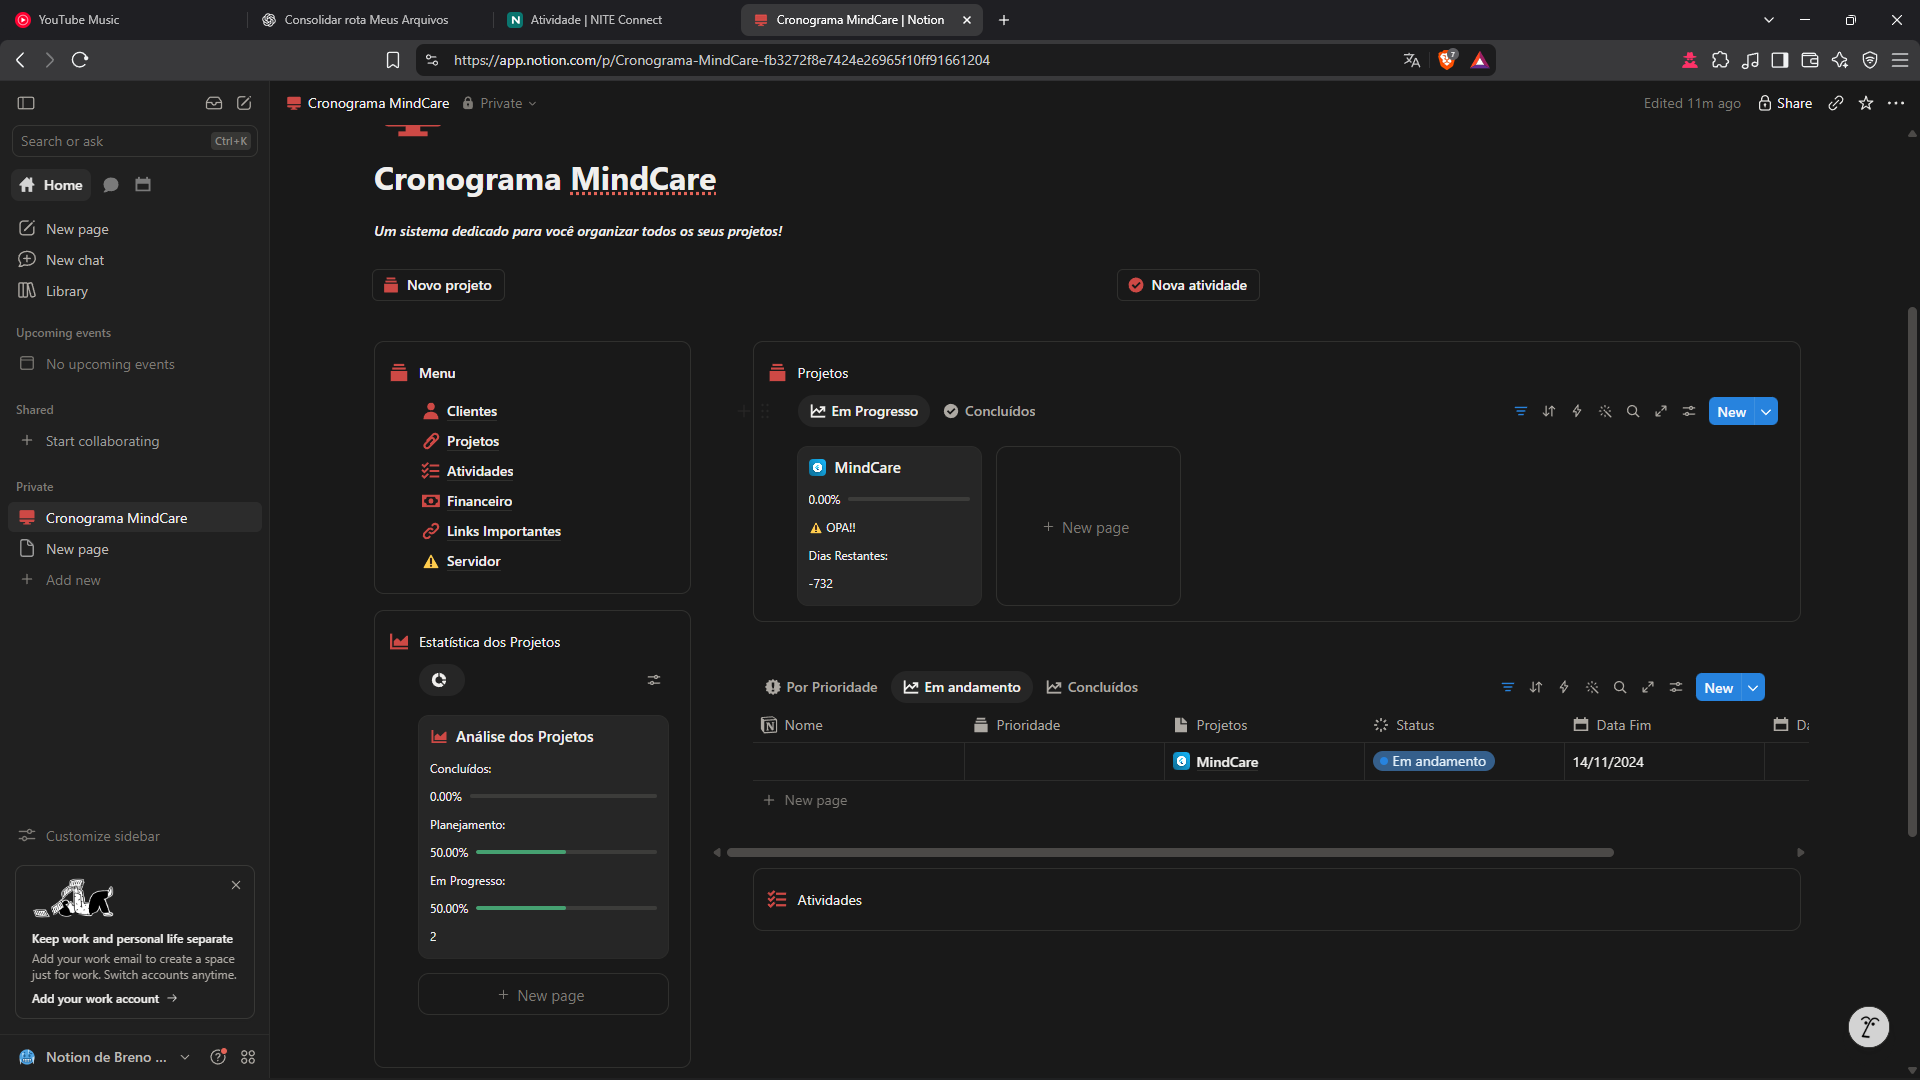 YouTube Music
Consolidar rota Meus Arquivos
Atividade | NITE Connect
Cronograma MindCare | Notion
https://app.notion.com/p/Cronograma-MindCare-fb3272f8e7424e26965f10ff91661204
7
Cronograma MindCare
Private
Edited 11m ago
Share
Search or ask
Ctrl+K
Home
New page
New chat
Library
Upcoming events
No upcoming events
Shared
Start collaborating
Private
Cronograma MindCare
New page
Add new
Customize sidebar
Keep work and personal life separate
Add your work email to create a space
just for work. Switch accounts anytime.
Add your work account →
Notion de Breno ...
Cronograma MindCare
Um sistema dedicado para você organizar todos os seus projetos!
Novo projeto
Nova atividade
Menu
Clientes
Projetos
Atividades
Financeiro
Links Importantes
Servidor
Estatística dos Projetos
Análise dos Projetos
Concluídos:
0.00%
Planejamento:
50.00%
Em Progresso:
50.00%
2
New page
Projetos
Em Progresso
Concluídos
New
MindCare
0.00%
⚠ OPA!!
Dias Restantes:
-732
New page
Por Prioridade
Em andamento
Concluídos
New
Nome
Prioridade
Projetos
Status
Data Fim
MindCare
Em andamento
14/11/2024
New page
Atividades